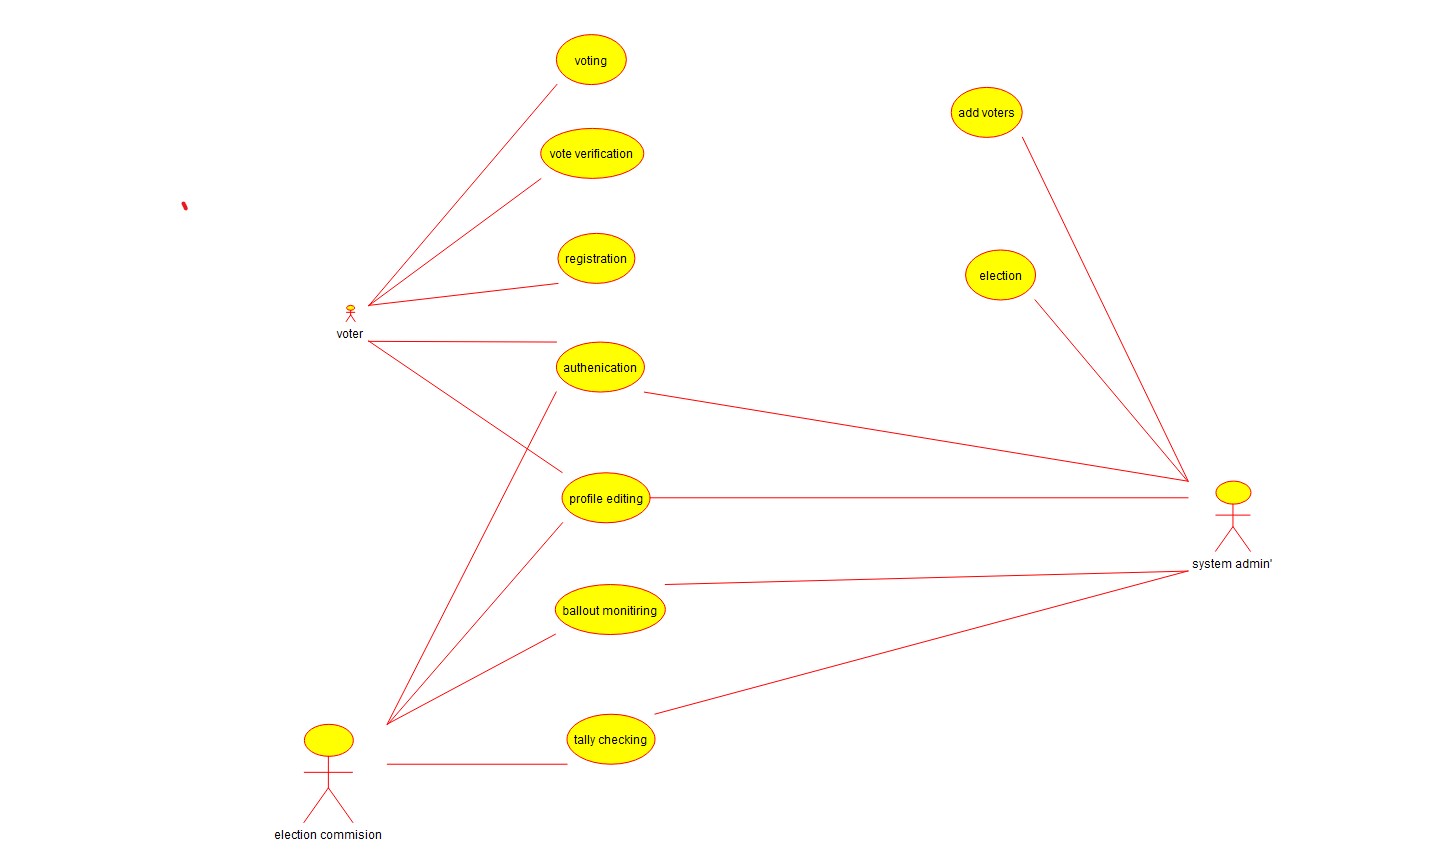 voting
add voters
vote verification
registration
election
voter
authenication
profile editing
system admin'
ballout monitiring
tally checking
election commision